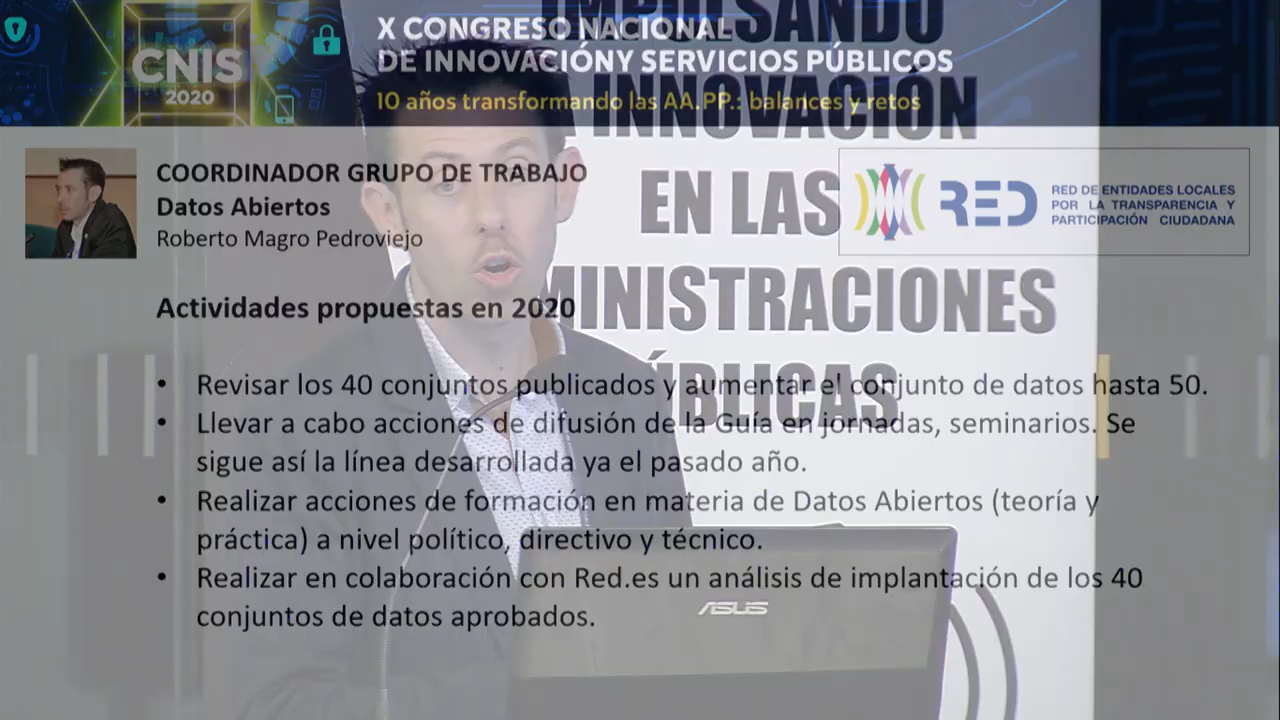 IMPULSANDO
X CONGRESO NACIONAL
DE INNOVACIÓNY SERVICIOS PÚBLICOS
CNIS
2020
10 años transformando las AA.PP.: balances y retos
INNOVACIÓN
EN LAS
MINISTRACIONES
PÚBLICAS
COORDINADOR GRUPO DE TRABAJO
Datos Abiertos
Roberto Magro Pedroviejo
RED
RED DE ENTIDADES LOCALES
POR LA TRANSPARENCIA Y
PARTICIPACIÓN CIUDADANA
Actividades propuestas en 2020
• Revisar los 40 conjuntos publicados y aumentar el conjunto de datos hasta 50.
• Llevar a cabo acciones de difusión de la Guía en jornadas, seminarios. Se
sigue así la línea desarrollada ya el pasado año.
• Realizar acciones de formación en materia de Datos Abiertos (teoría y
práctica) a nivel político, directivo y técnico.
• Realizar en colaboración con Red.es un análisis de implantación de los 40
conjuntos de datos aprobados.
ASUS